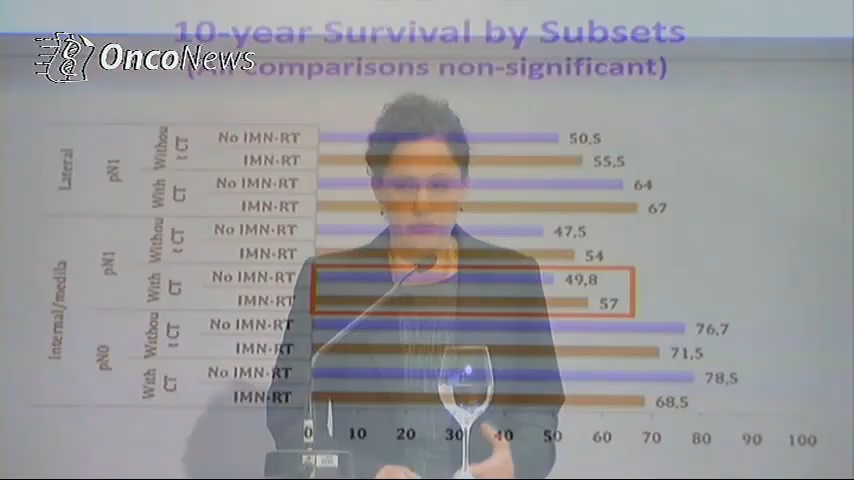 10-year Survival by Subsets
OncoNews
(All comparisons non-significant)
Lateral
pN1
Withou
t CT
No IMN-RT
50,5
IMN-RT
55,5
With
CT
No IMN-RT
64
IMN-RT
67
Internal/media
pN1
Withou
t CT
No IMN-RT
47,5
IMN-RT
54
With
CT
No IMN-RT
49,8
IMN-RT
57
pN0
Withou
t CT
No IMN-RT
76,7
IMN-RT
71,5
With
CT
No IMN-RT
78,5
IMN-RT
68,5
0 10 20 30 40 50 60 70 80 90 100